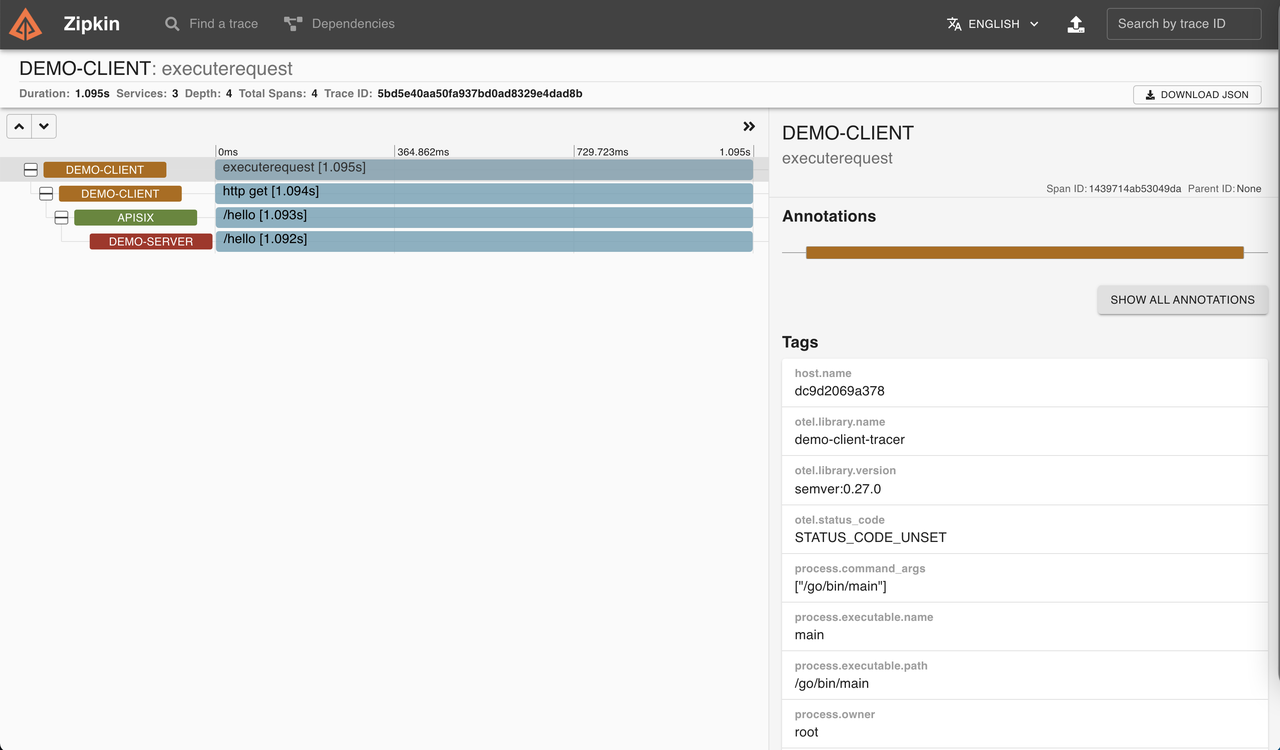 Zipkin
Find a trace
Dependencies
ENGLISH
Search by trace ID
DEMO-CLIENT: executerequest
Duration: 1.095s Services: 3 Depth: 4 Total Spans: 4 Trace ID: 5bd5e40aa50fa937bd0ad8329e4dad8b
DOWNLOAD JSON
0ms 364.862ms 729.723ms 1.095s
DEMO-CLIENT executerequest [1.095s]
DEMO-CLIENT http get [1.094s]
APISIX /hello [1.093s]
DEMO-SERVER /hello [1.092s]
DEMO-CLIENT
executerequest
Span ID: 1439714ab53049da Parent ID: None
Annotations
SHOW ALL ANNOTATIONS
Tags
host.name
dc9d2069a378
otel.library.name
demo-client-tracer
otel.library.version
semver:0.27.0
otel.status_code
STATUS_CODE_UNSET
process.command_args
["/go/bin/main"]
process.executable.name
main
process.executable.path
/go/bin/main
process.owner
root